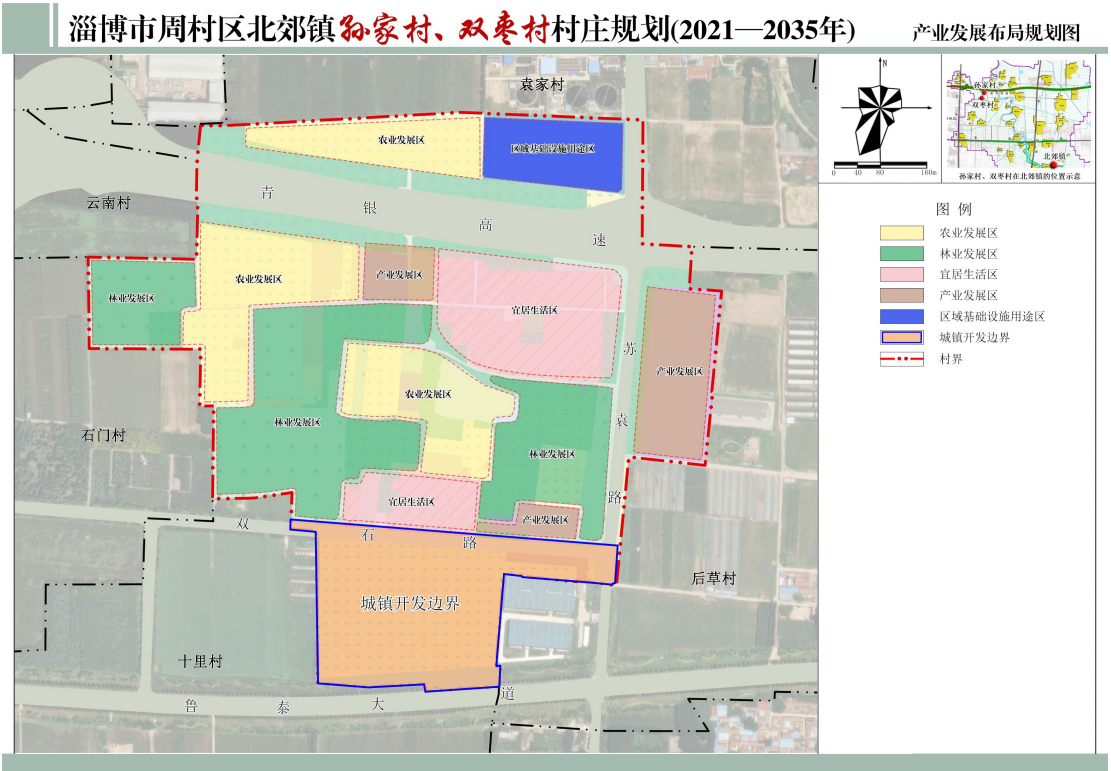 淄博市周村区北郊镇孙家村、双枣村村庄规划(2021—2035年)
产业发展布局规划图
袁家村
N
孙家村
双枣村
北郊镇
0 40 80 160m
孙家村、双枣村在北郊镇的位置示意
农业发展区
区域基础设施用途区
云南村
青 银 高 速
图 例
农业发展区
林业发展区
宜居生活区
产业发展区
区域基础设施用途区
城镇开发边界
村界
农业发展区
产业发展区
林业发展区
宜居生活区
苏 袁 路
产业发展区
农业发展区
石门村
林业发展区
林业发展区
宜居生活区
产业发展区
双 石 路
后草村
城镇开发边界
十里村
鲁 泰 大 道